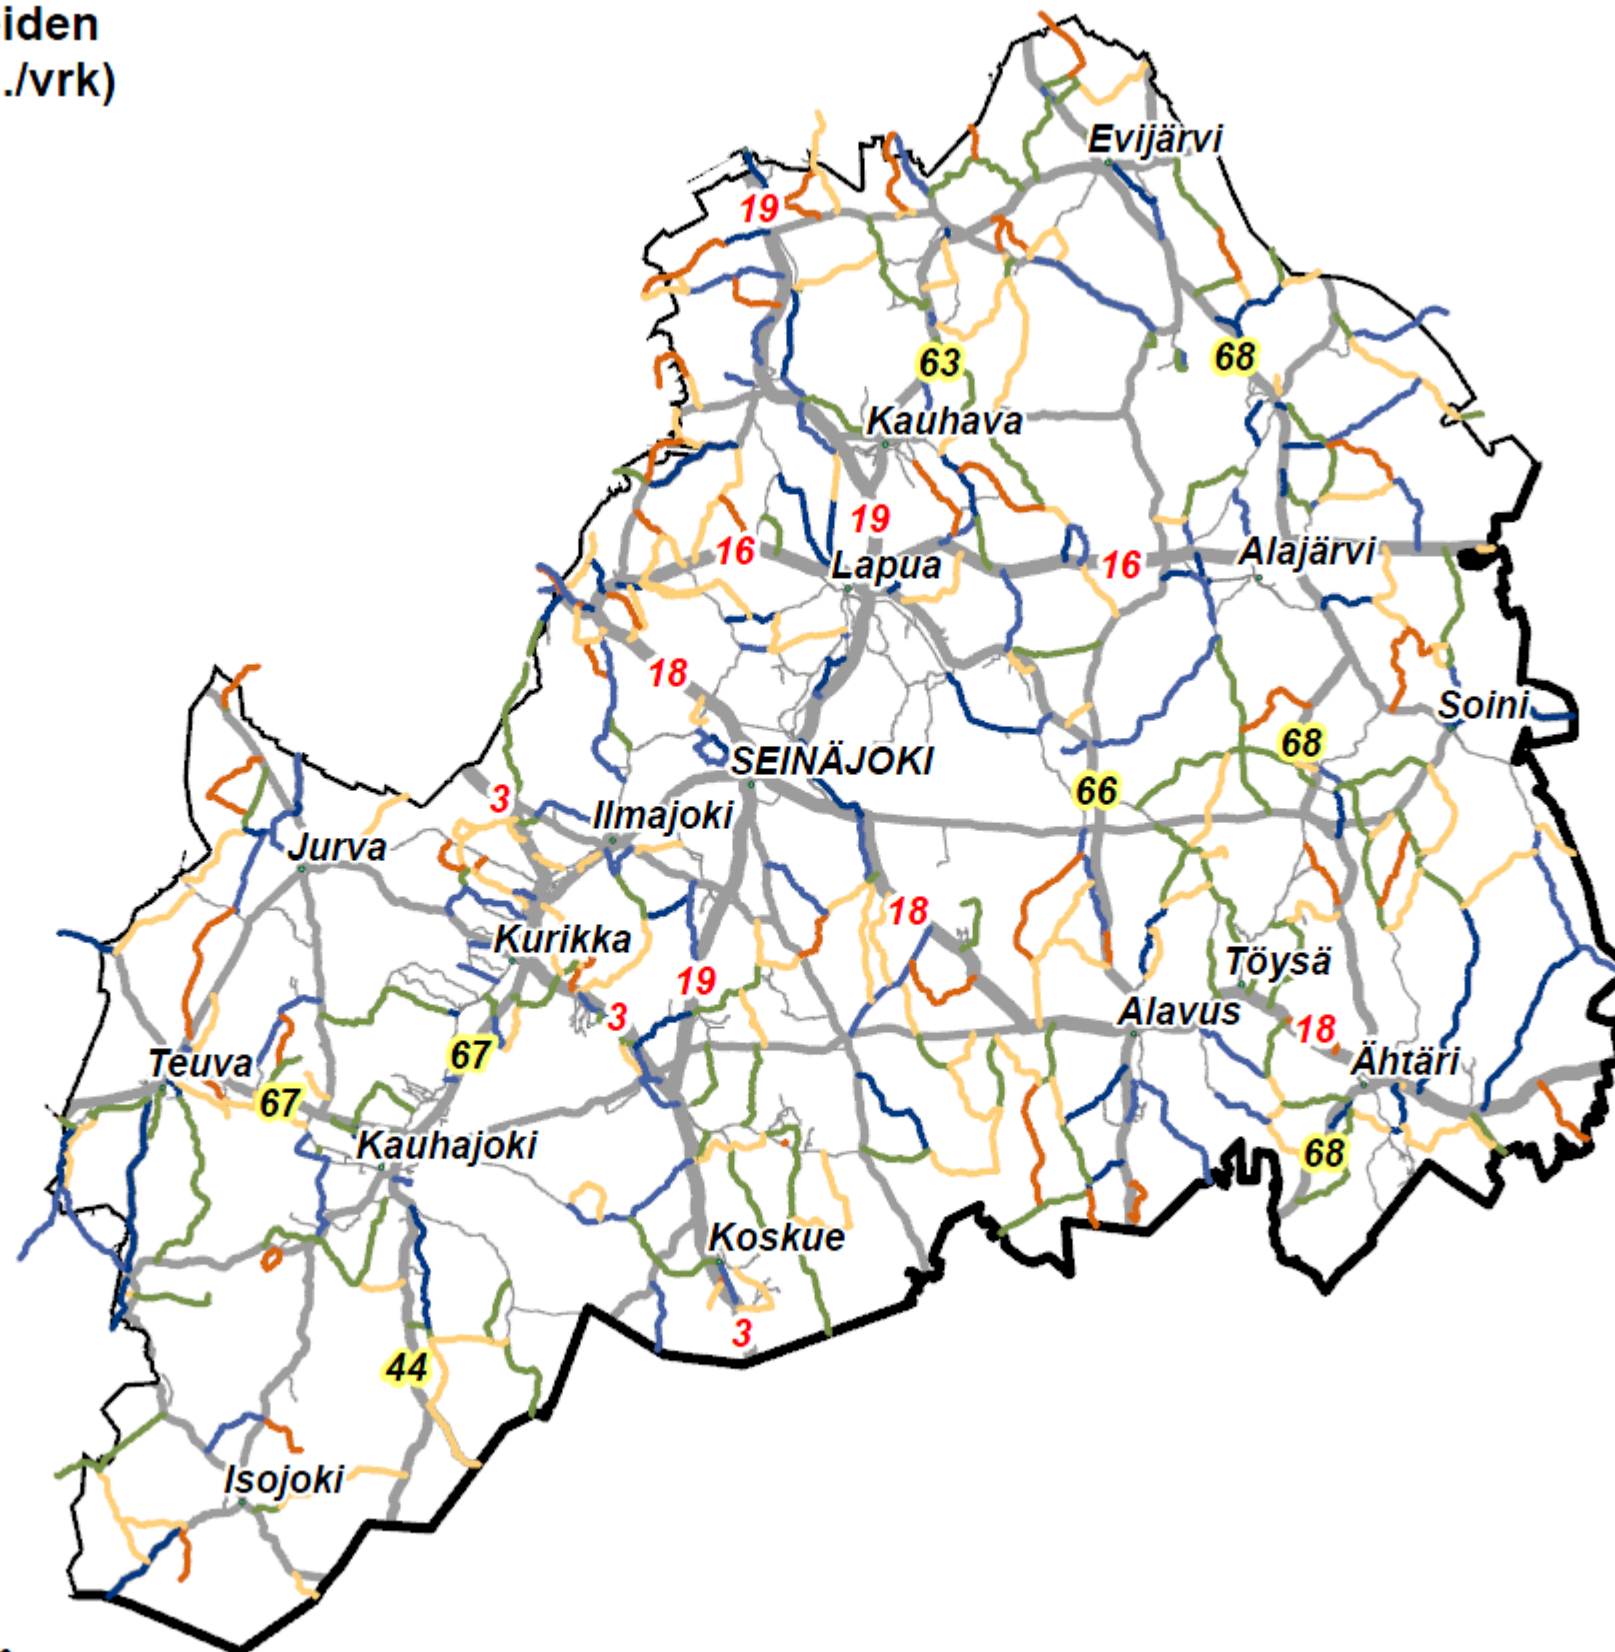 iden
./vrk)
Evijärvi
19
63
68
Kauhava
19
16
16
Alajärvi
Lapua
18
Soini
68
SEINÄJOKI
66
3
Ilmajoki
Jurva
18
Kurikka
Töysä
19
Alavus
3
18
67
Teuva
Ähtäri
67
Kauhajoki
68
Koskue
3
44
Isojoki